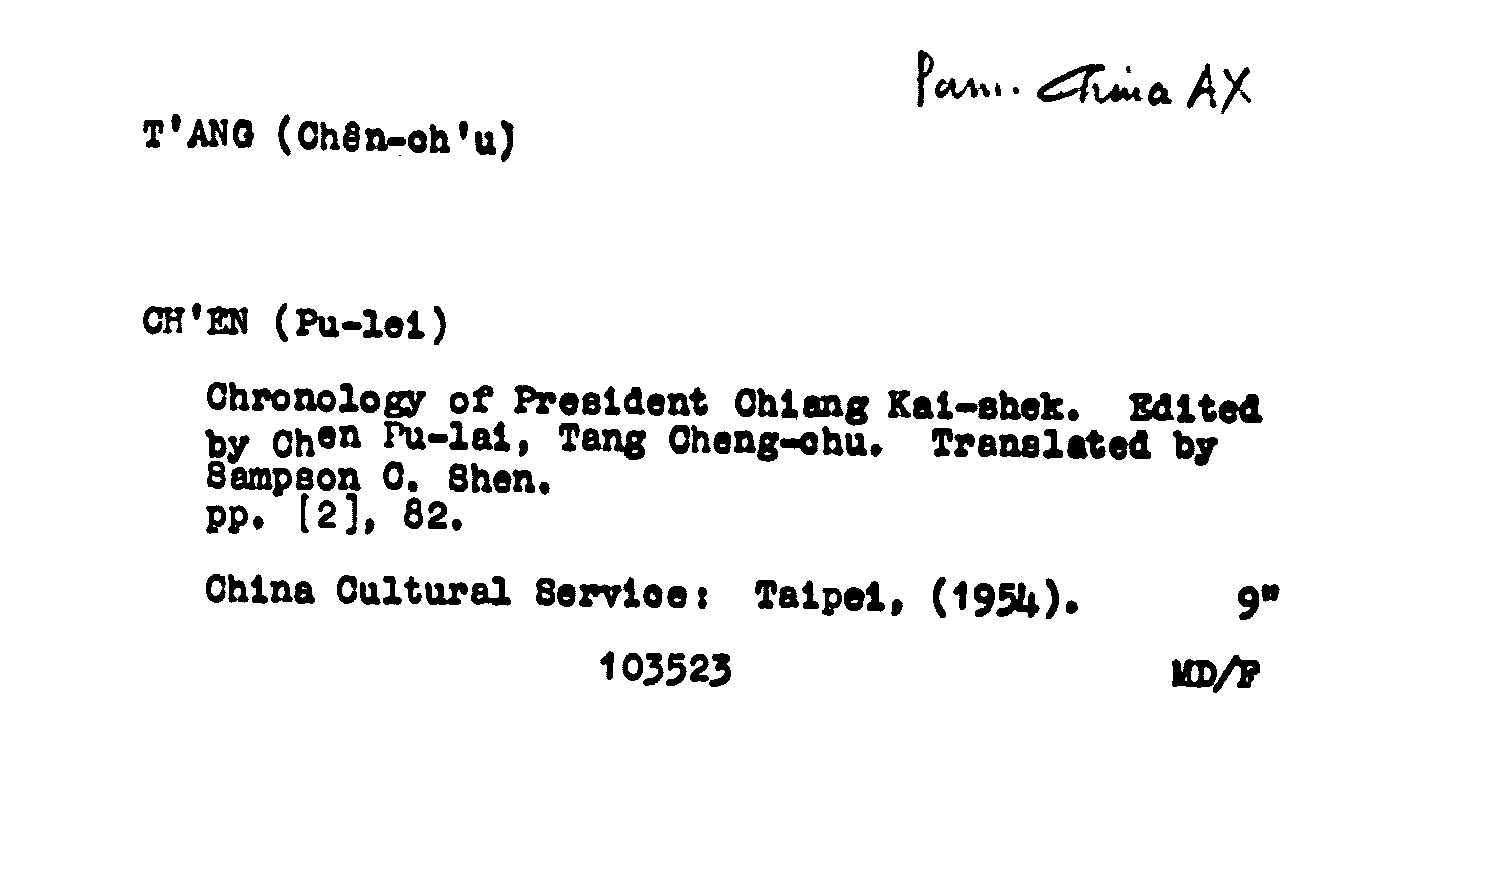 Pam. China AX
T'ANG (Chên-ch'u)
CH'EN (Pu-lei)
Chronology of President Chiang Kai-shek. Edited
by Chen Pu-lai, Tang Cheng-chu. Translated by
Sampson C. Shen.
pp. [2], 82.
China Cultural Service: Taipei, (1954). 9"
103523 MD/F